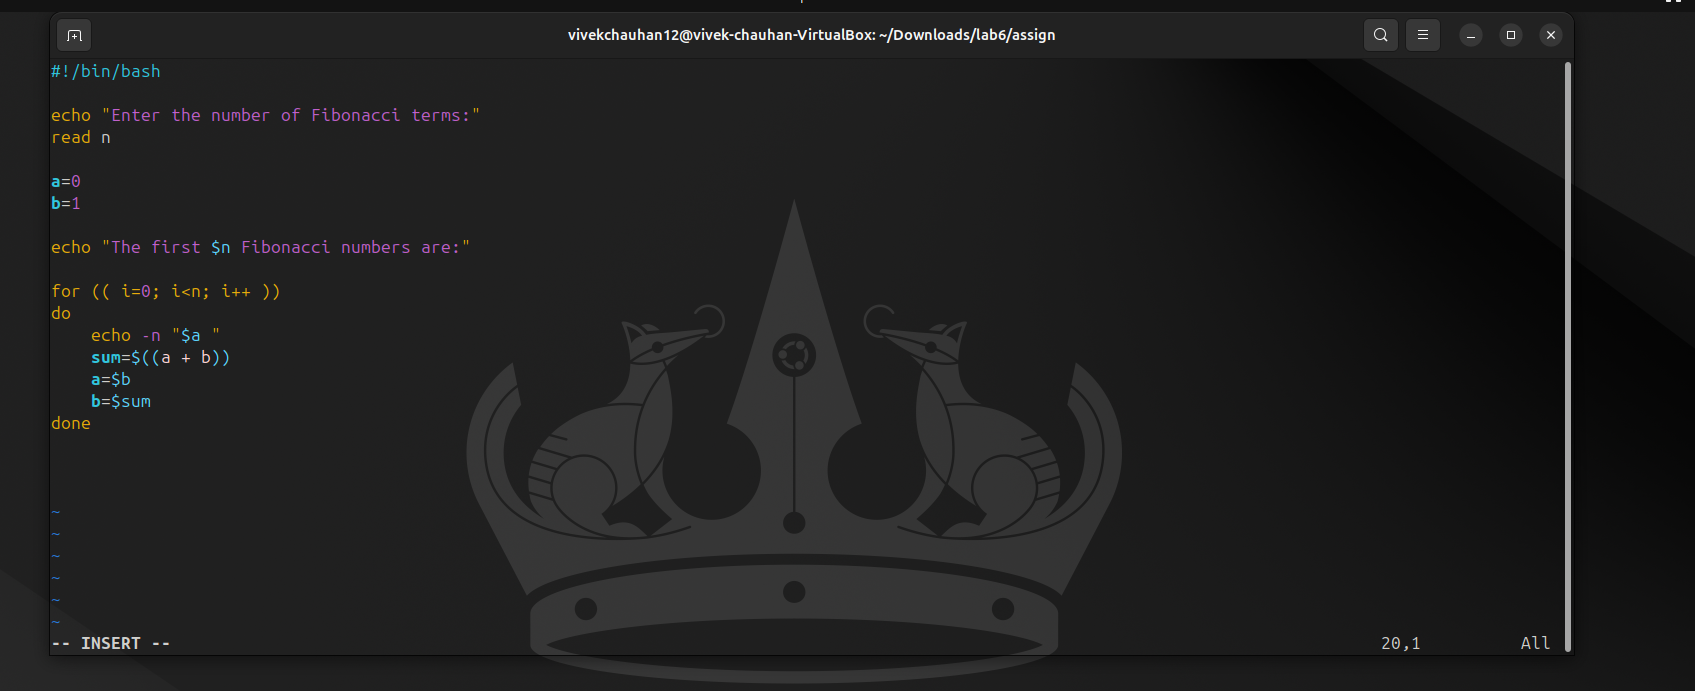 vivekchauhan12@vivek-chauhan-VirtualBox: ~/Downloads/lab6/assign
#!/bin/bash

echo "Enter the number of Fibonacci terms:"
read n

a=0
b=1

echo "The first $n Fibonacci numbers are:"

for (( i=0; i<n; i++ ))
do
    echo -n "$a "
    sum=$((a + b))
    a=$b
    b=$sum
done

~
~
~
~
~
~
-- INSERT -- 20,1 All